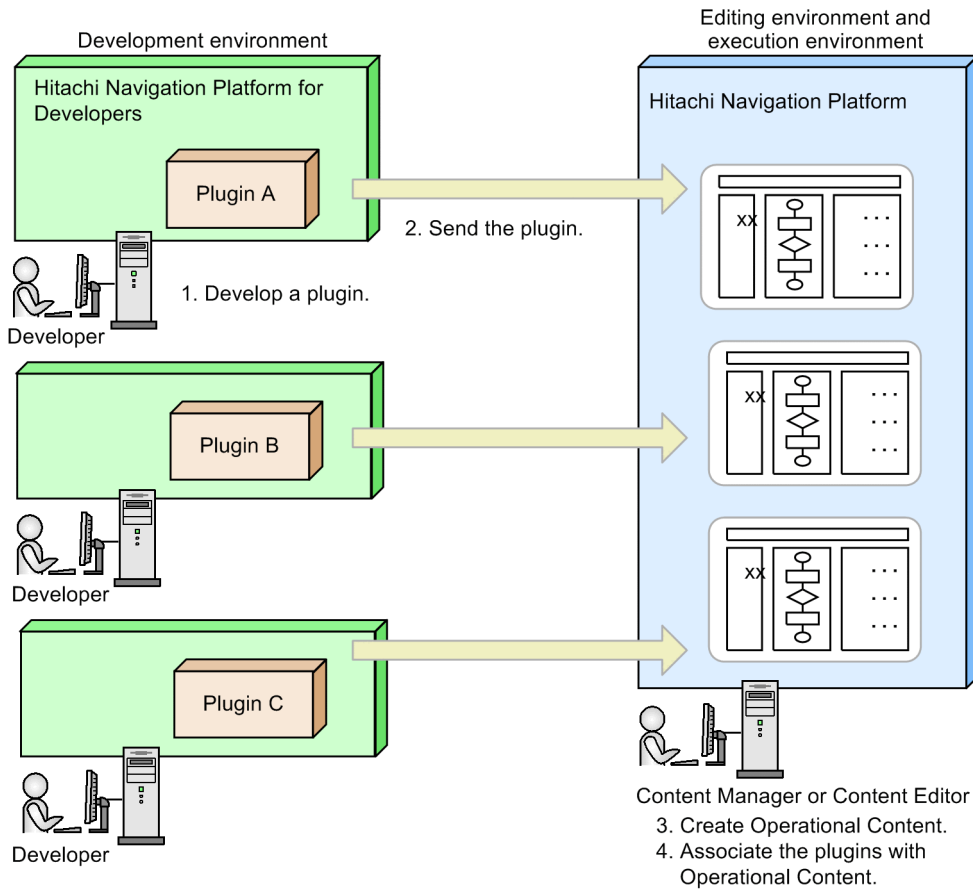 Development environment
Editing environment and
execution environment
Hitachi Navigation Platform for
Developers
Plugin A
Hitachi Navigation Platform
2. Send the plugin.
1. Develop a plugin.
Developer
xx
. . .
. . .
. . .
Plugin B
Developer
xx
. . .
. . .
. . .
Plugin C
Developer
xx
. . .
. . .
. . .
Content Manager or Content Editor
3. Create Operational Content.
4. Associate the plugins with
Operational Content.